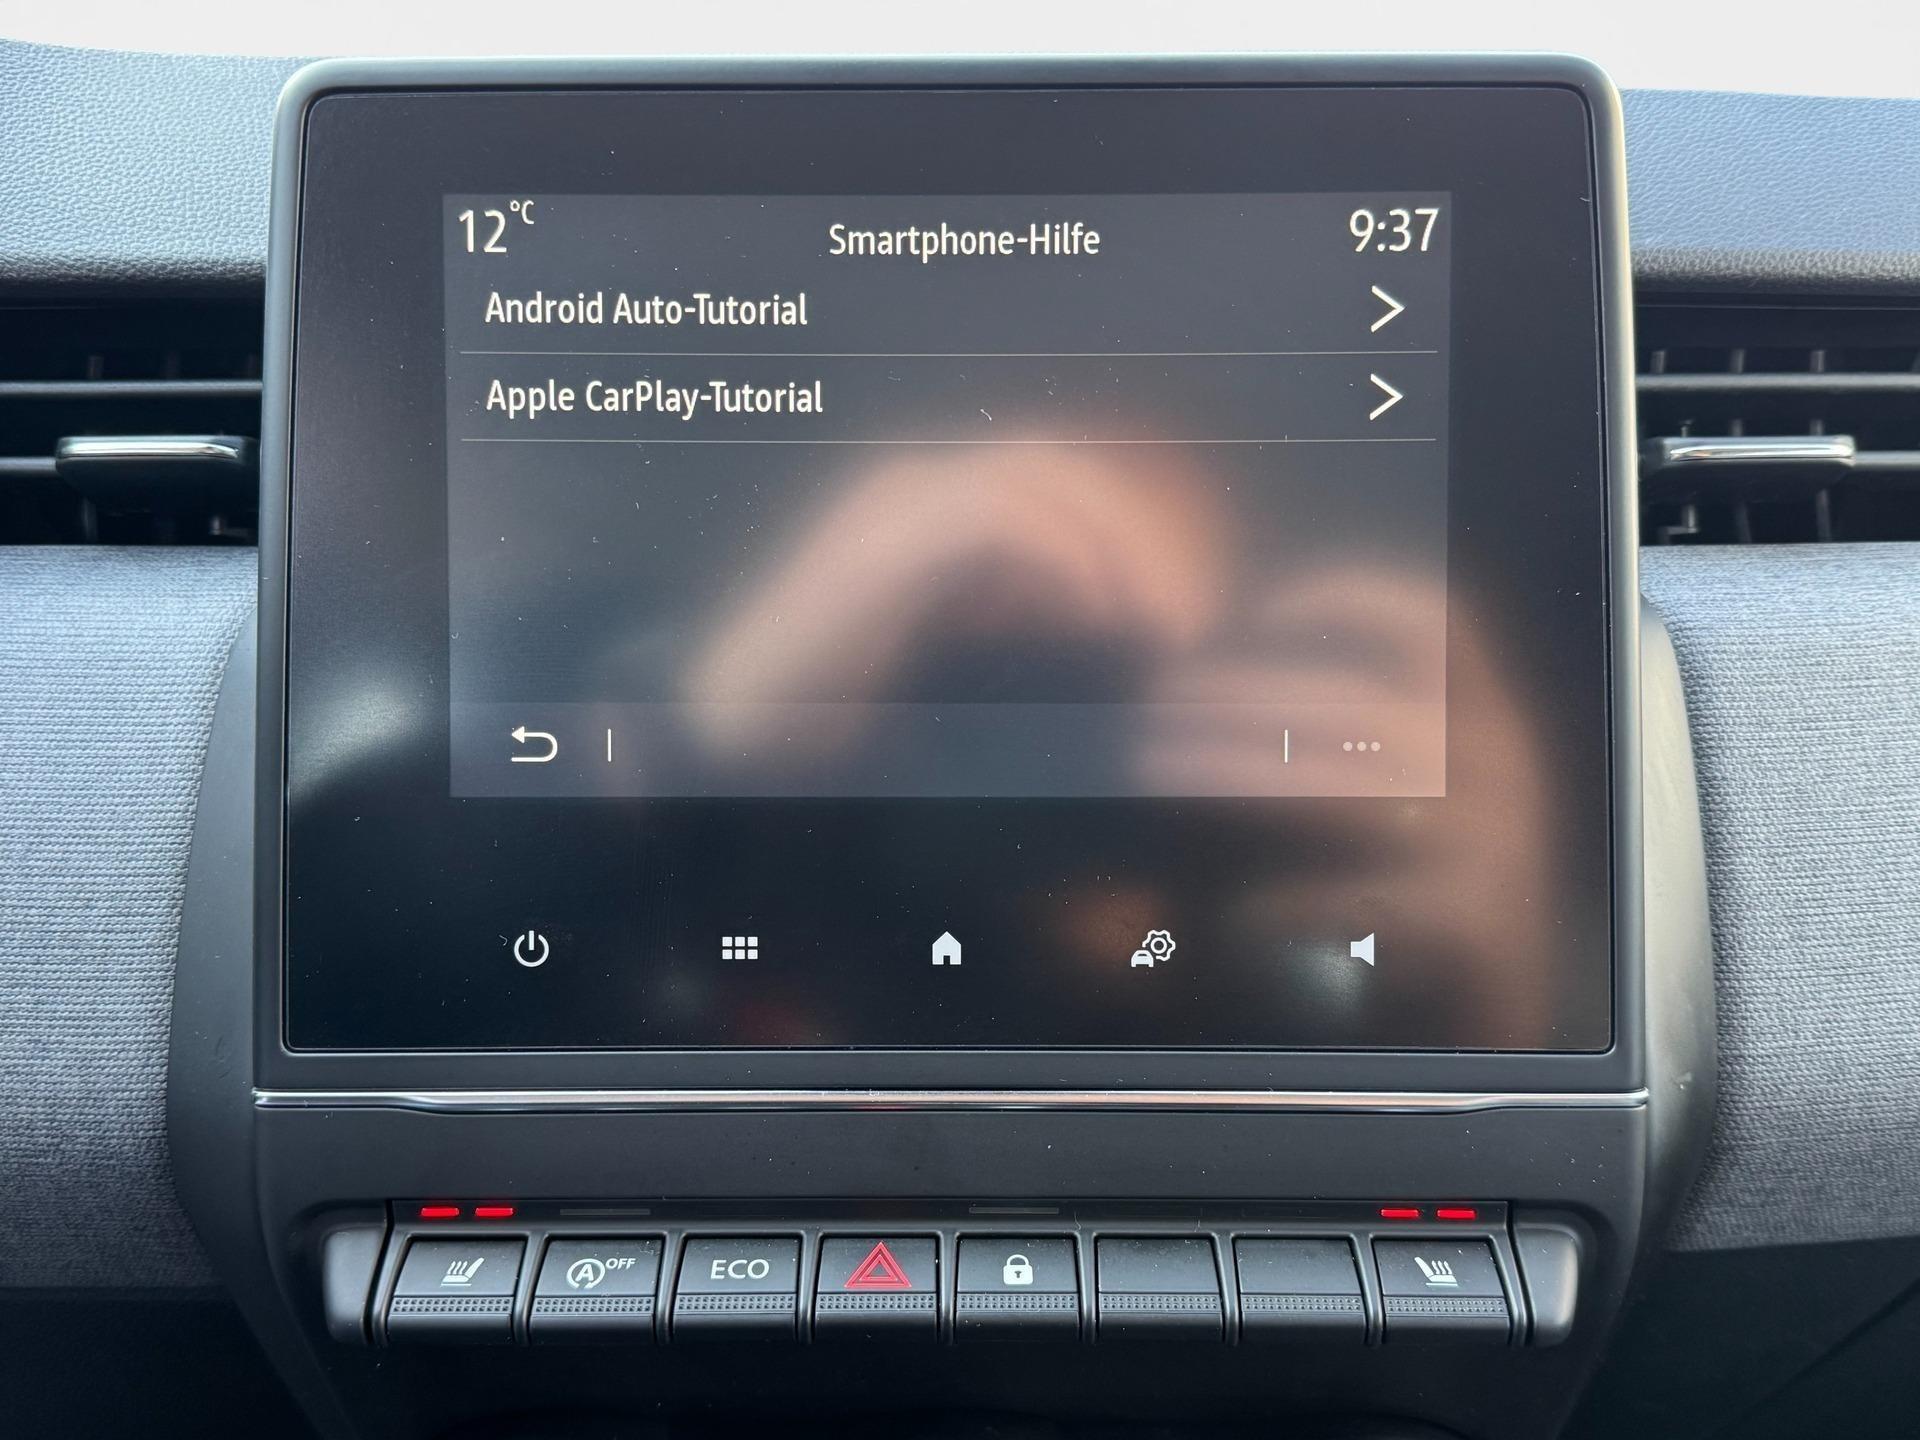 12°C
Smartphone-Hilfe
9:37
Android Auto-Tutorial
Apple CarPlay-Tutorial
A OFF
ECO